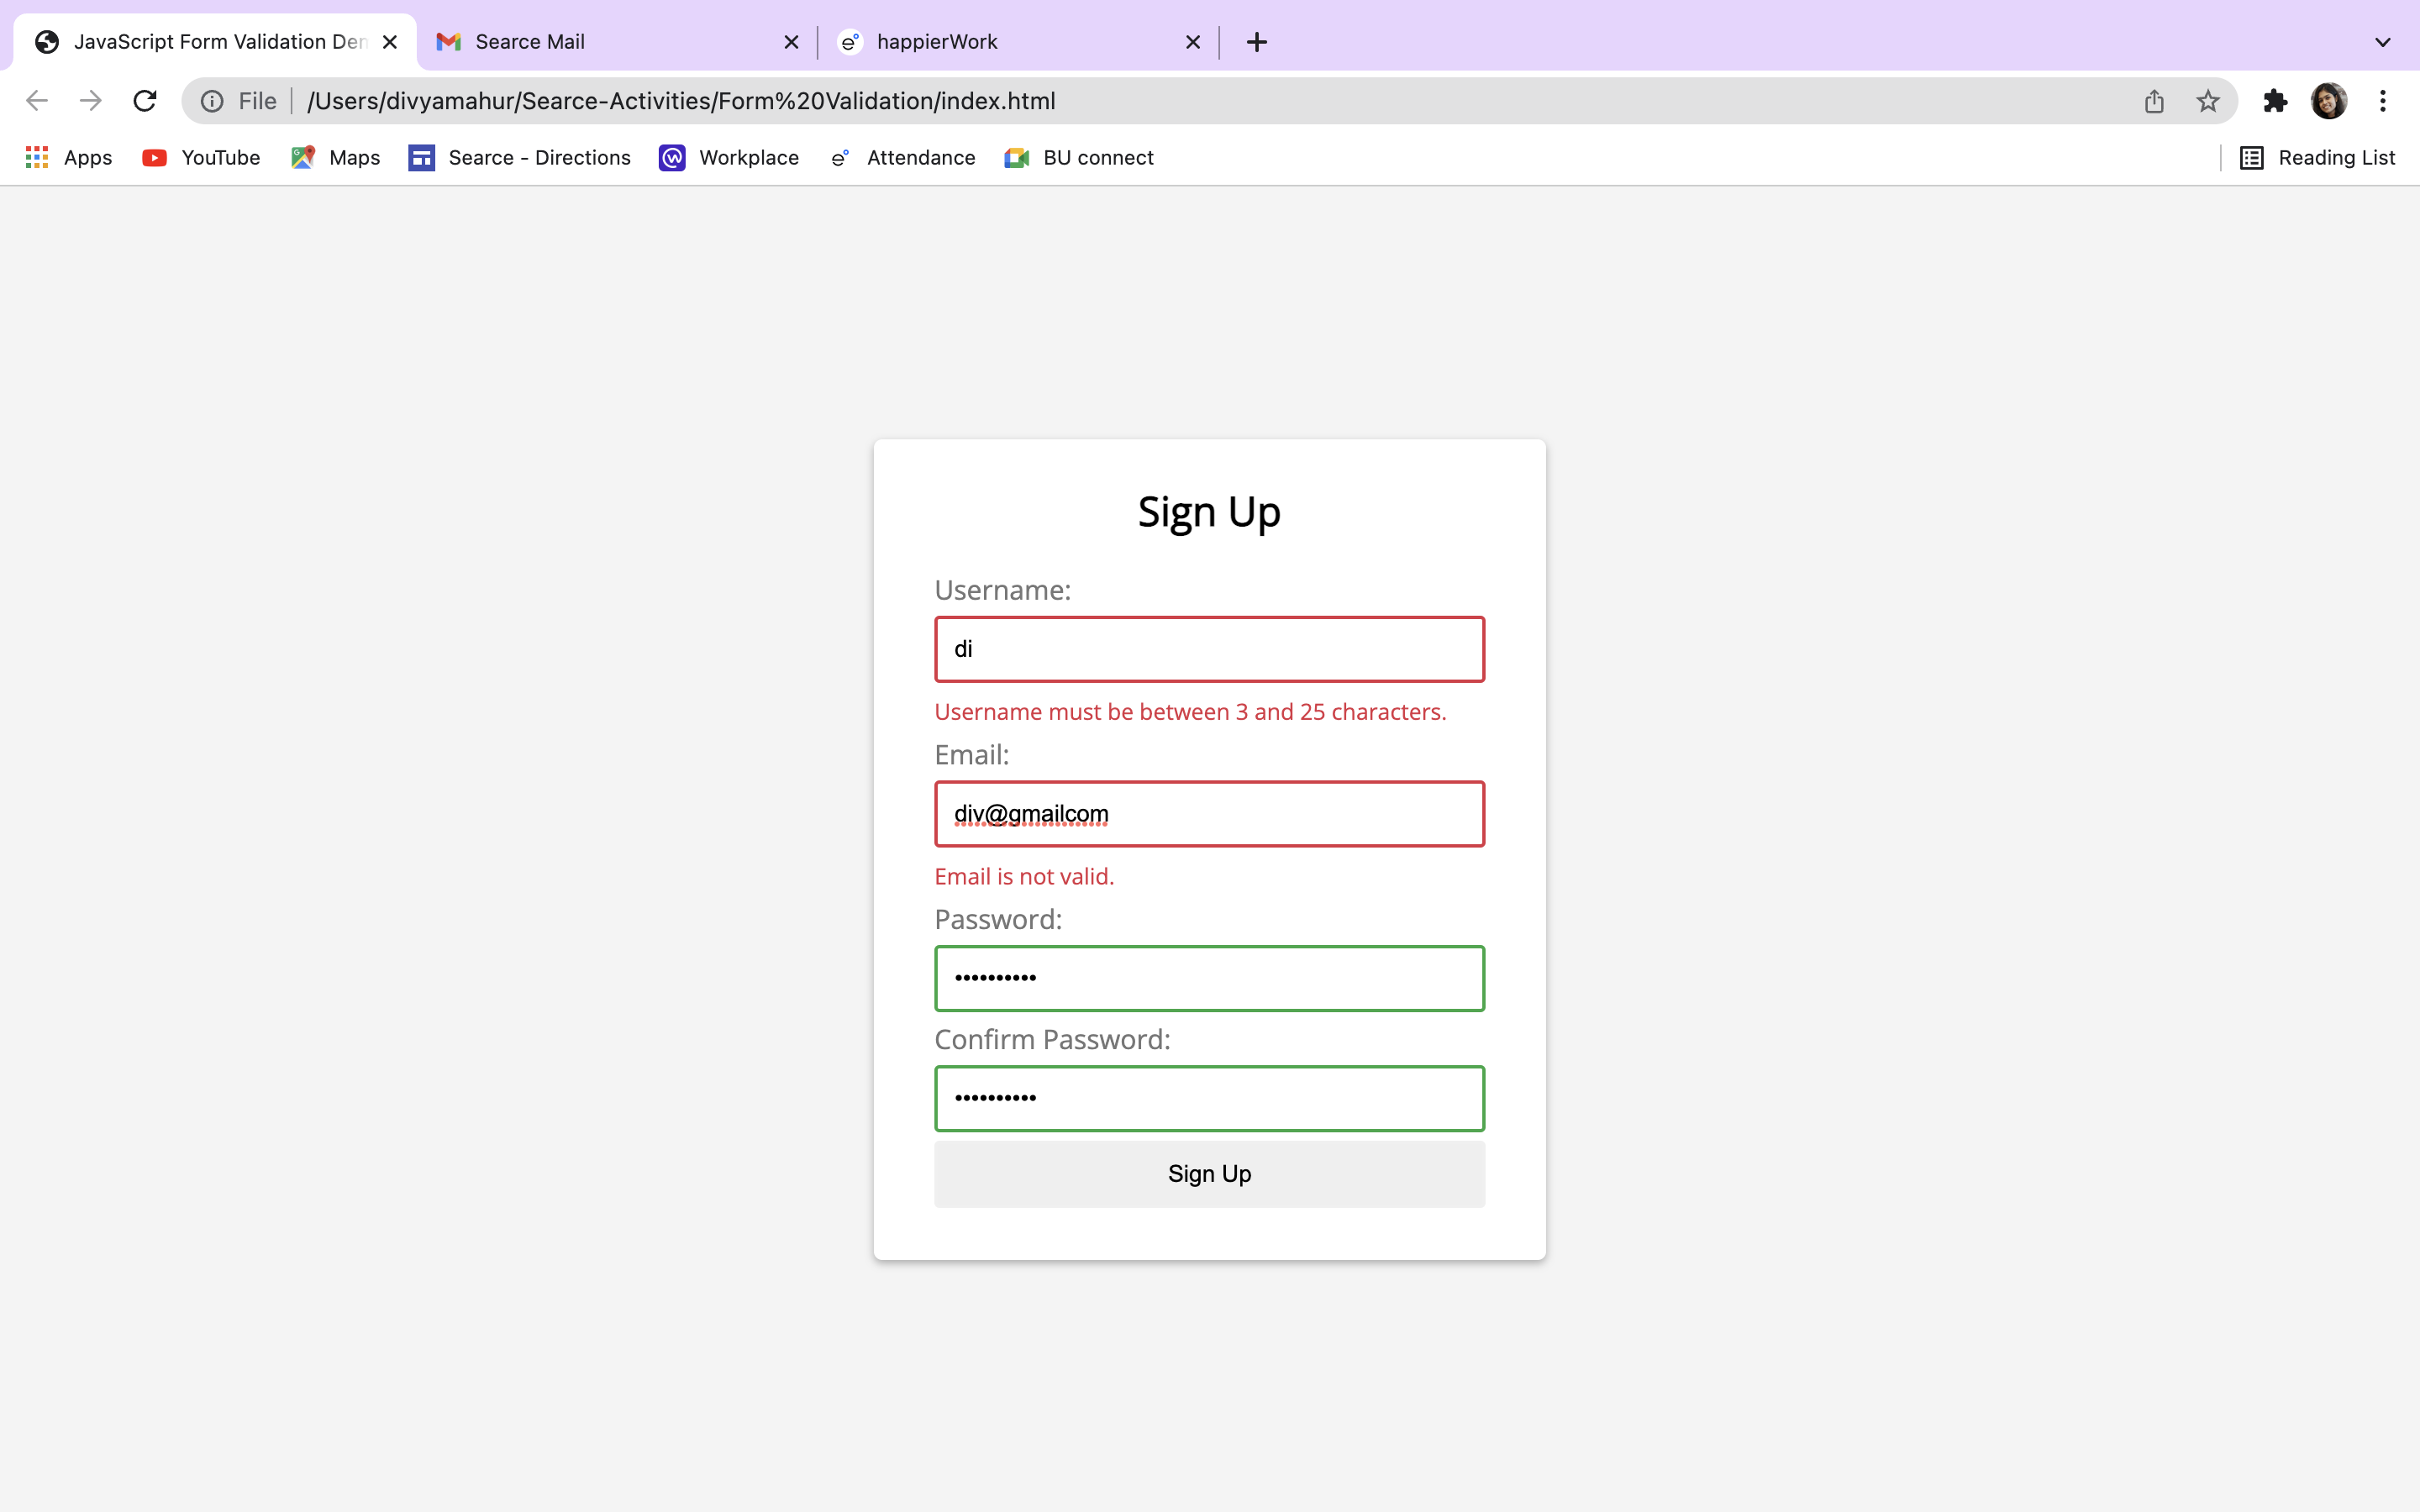 JavaScript Form Validation Den
Searce Mail
happierWork
File /Users/divyamahur/Searce-Activities/Form%20Validation/index.html
Apps YouTube Maps Searce - Directions Workplace Attendance BU connect Reading List
Sign Up
Username:
di
Username must be between 3 and 25 characters.
Email:
div@gmailcom
Email is not valid.
Password:
••••••••••
Confirm Password:
••••••••••
Sign Up